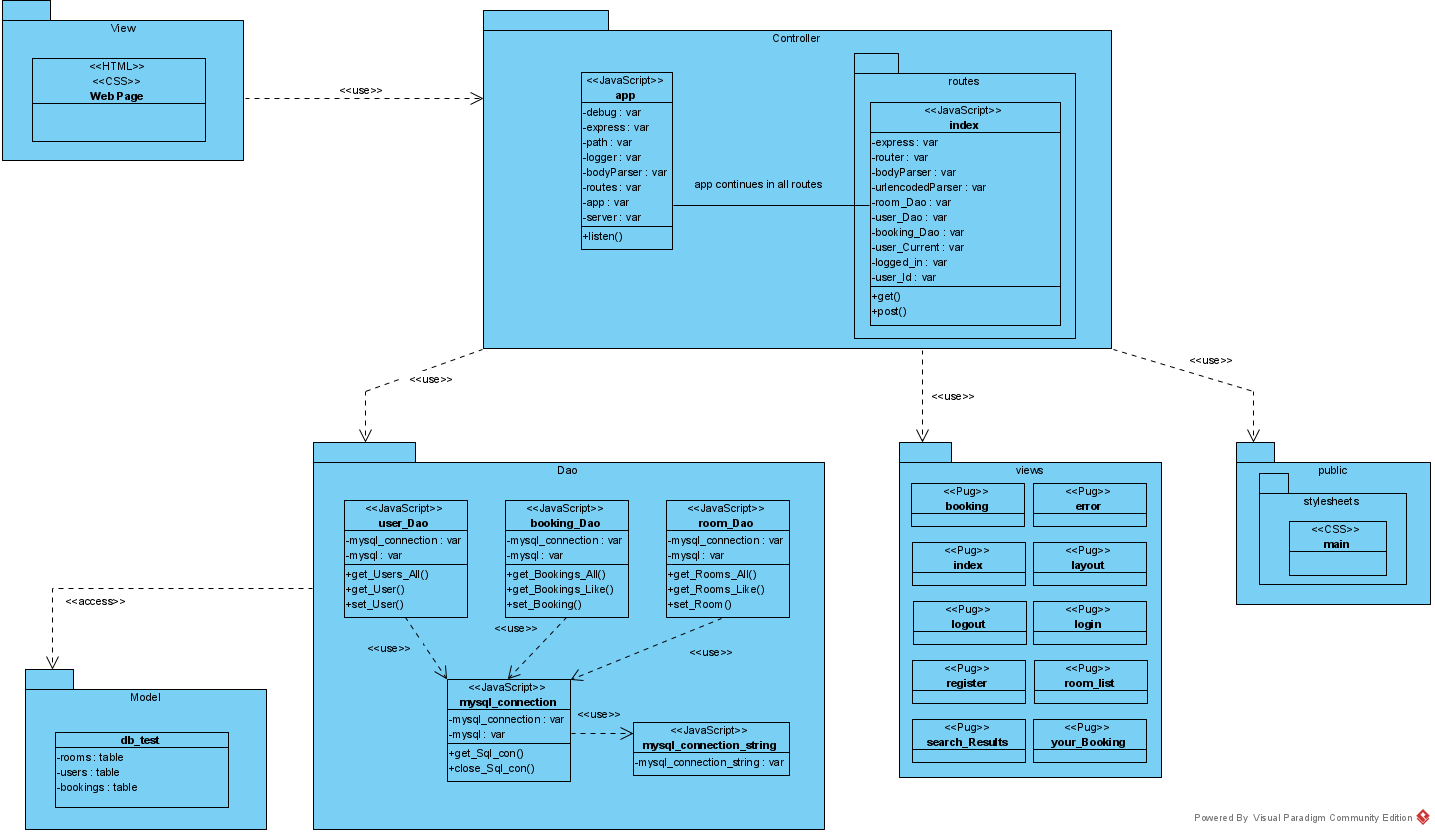 View
<<HTML>>
<<CSS>>
Web Page
<<use>>
Controller
<<JavaScript>>
app
-debug : var
-express : var
-path : var
-logger : var
-bodyParser : var
-routes : var
-app : var
-server : var
+listen()
app continues in all routes
routes
<<JavaScript>>
index
-express : var
-router : var
-bodyParser : var
-urlencodedParser : var
-room_Dao : var
-user_Dao : var
-booking_Dao : var
-user_Current : var
-logged_in : var
-user_Id : var
+get()
+post()
<<use>>
<<use>>
<<use>>
Dao
<<JavaScript>>
user_Dao
-mysql_connection : var
-mysql : var
+get_Users_All()
+get_User()
+set_User()
<<JavaScript>>
booking_Dao
-mysql_connection : var
-mysql : var
+get_Bookings_All()
+get_Bookings_Like()
+set_Booking()
<<JavaScript>>
room_Dao
-mysql_connection : var
-mysql : var
+get_Rooms_All()
+get_Rooms_Like()
+set_Room()
<<use>>
<<use>>
<<use>>
<<JavaScript>>
mysql_connection
-mysql_connection : var
-mysql : var
+get_Sql_con()
+close_Sql_con()
<<use>>
<<JavaScript>>
mysql_connection_string
-mysql_connection_string : var
<<access>>
Model
db_test
-rooms : table
-users : table
-bookings : table
views
<<Pug>>
booking
<<Pug>>
error
<<Pug>>
index
<<Pug>>
layout
<<Pug>>
logout
<<Pug>>
login
<<Pug>>
register
<<Pug>>
room_list
<<Pug>>
search_Results
<<Pug>>
your_Booking
public
stylesheets
<<CSS>>
main
Powered By Visual Paradigm Community Edition